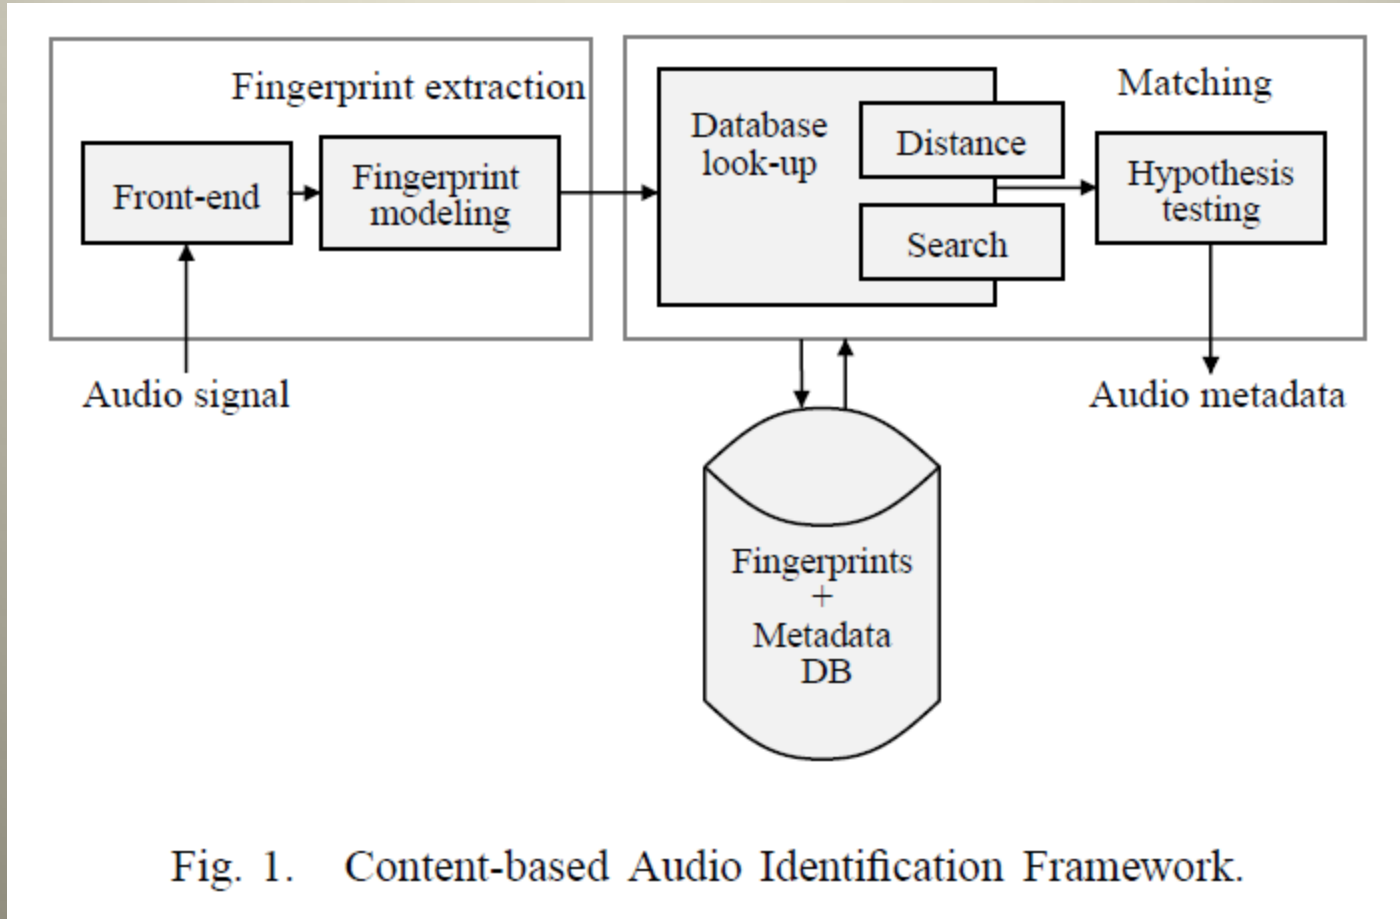 Fingerprint extraction
Front-end
Fingerprint
modeling
Audio signal
Matching
Database
look-up
Distance
Search
Hypothesis
testing
Audio metadata
Fingerprints
+
Metadata
DB
Fig. 1. Content-based Audio Identification Framework.